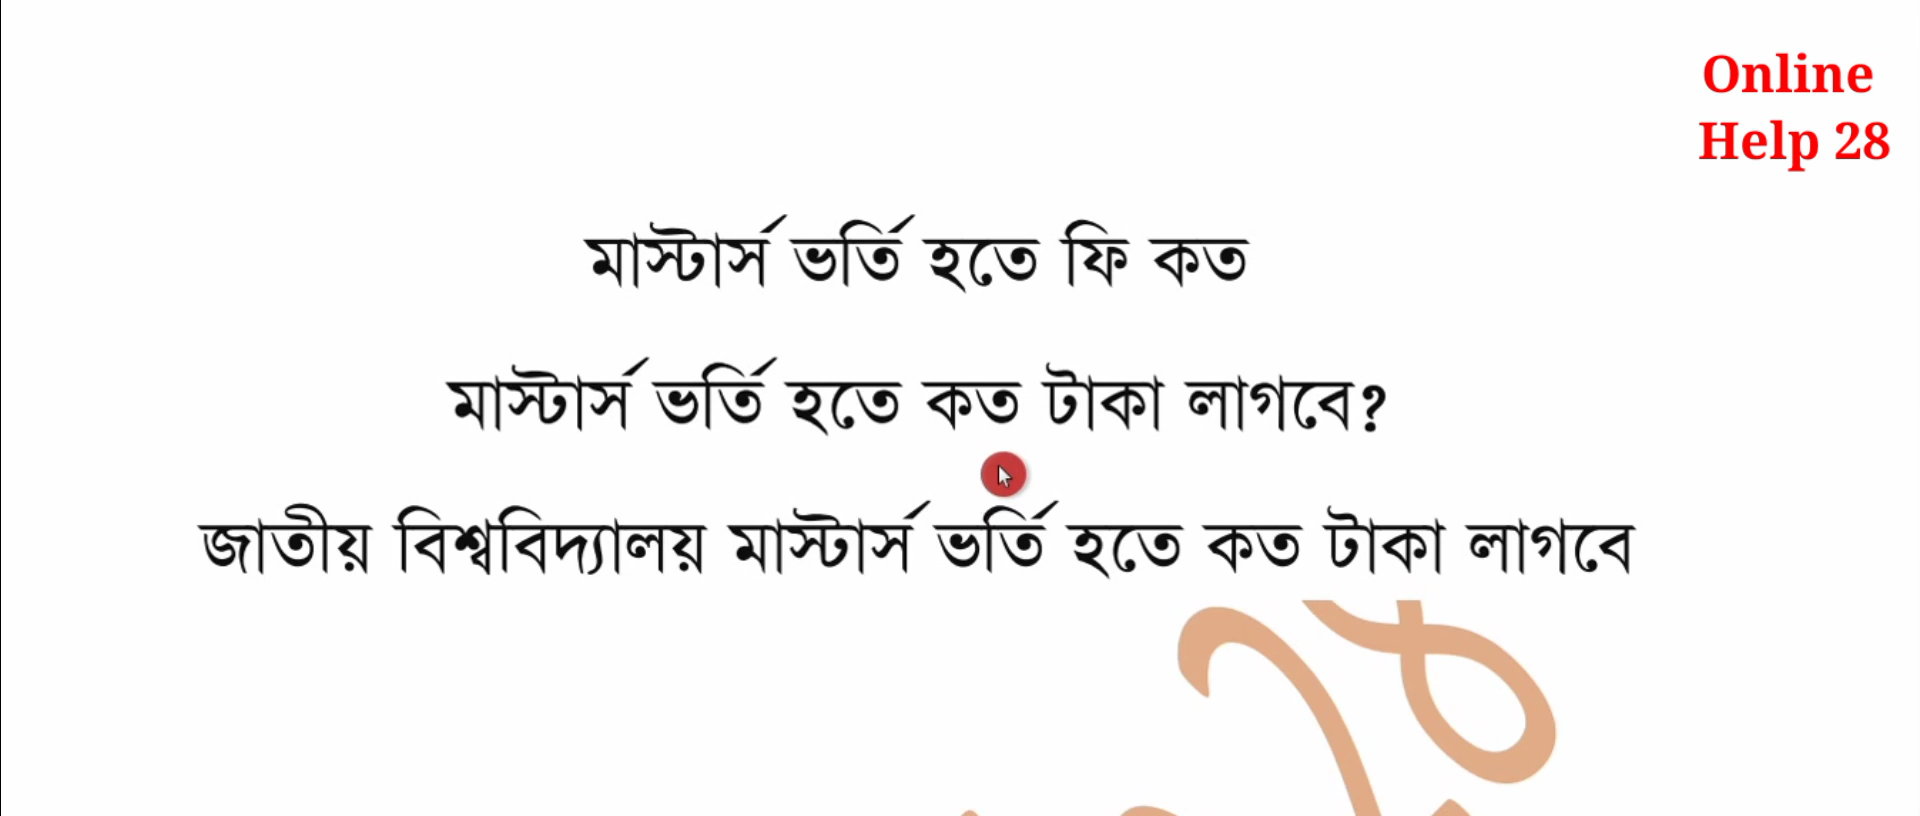 Online
Help 28
মাস্টার্স ভর্তি হতে ফি কত
মাস্টার্স ভর্তি হতে কত টাকা লাগবে?
জাতীয় বিশ্ববিদ্যালয় মাস্টার্স ভর্তি হতে কত টাকা লাগবে